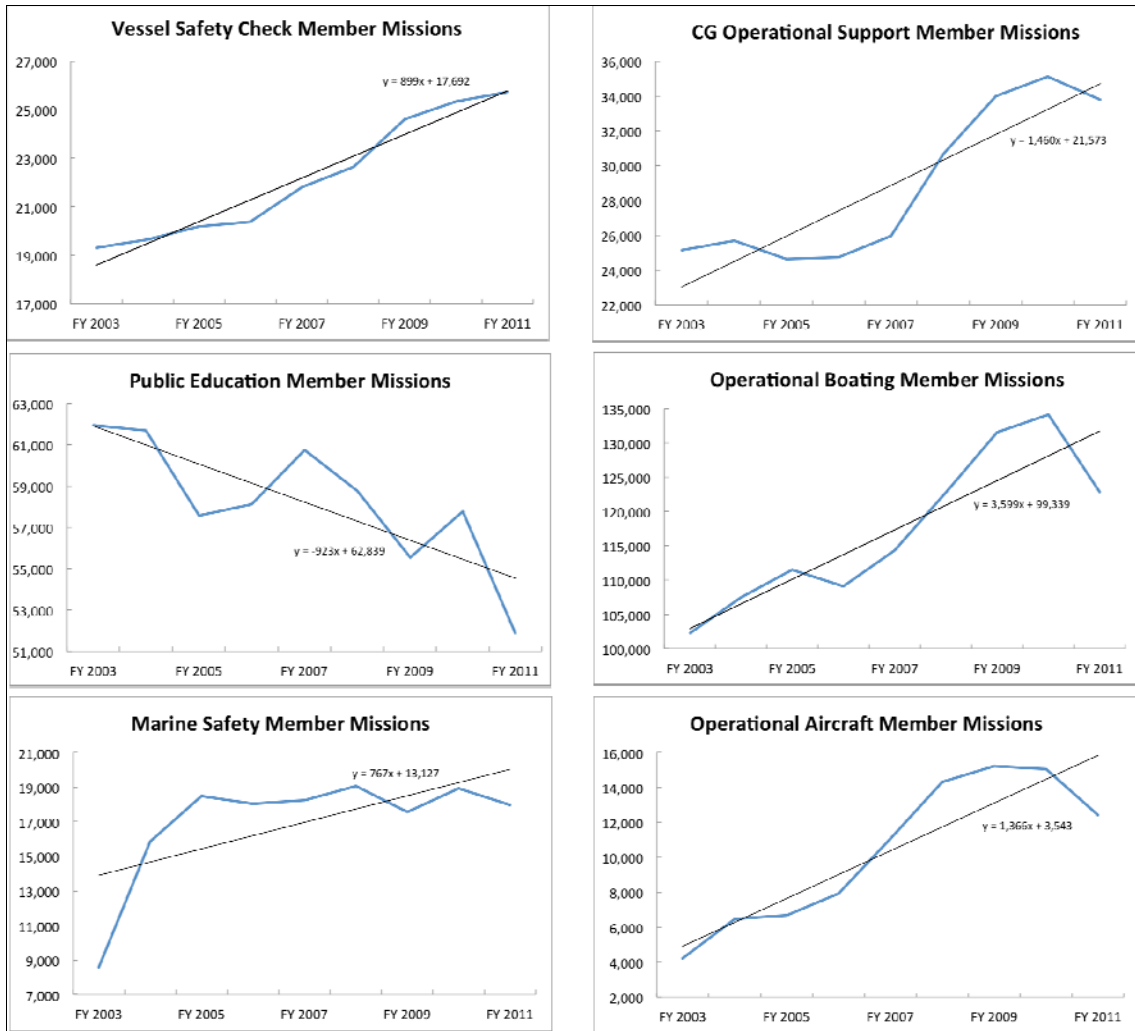 Vessel Safety Check Member Missions
27,000
25,000
23,000
21,000
19,000
17,000
y = 899x + 17,692
FY 2003
FY 2005
FY 2007
FY 2009
FY 2011
CG Operational Support Member Missions
36,000
34,000
32,000
30,000
28,000
26,000
24,000
22,000
y = 1,460x + 21,573
FY 2003
FY 2005
FY 2007
FY 2009
FY 2011
Public Education Member Missions
63,000
61,000
59,000
57,000
55,000
53,000
51,000
y = -923x + 62,839
FY 2003
FY 2005
FY 2007
FY 2009
FY 2011
Operational Boating Member Missions
135,000
130,000
125,000
120,000
115,000
110,000
105,000
100,000
y = 3,599x + 99,339
FY 2003
FY 2005
FY 2007
FY 2009
FY 2011
Marine Safety Member Missions
21,000
19,000
17,000
15,000
13,000
11,000
9,000
7,000
y = 767x + 13,127
FY 2003
FY 2005
FY 2007
FY 2009
FY 2011
Operational Aircraft Member Missions
16,000
14,000
12,000
10,000
8,000
6,000
4,000
2,000
y = 1,366x + 3,543
FY 2003
FY 2005
FY 2007
FY 2009
FY 2011